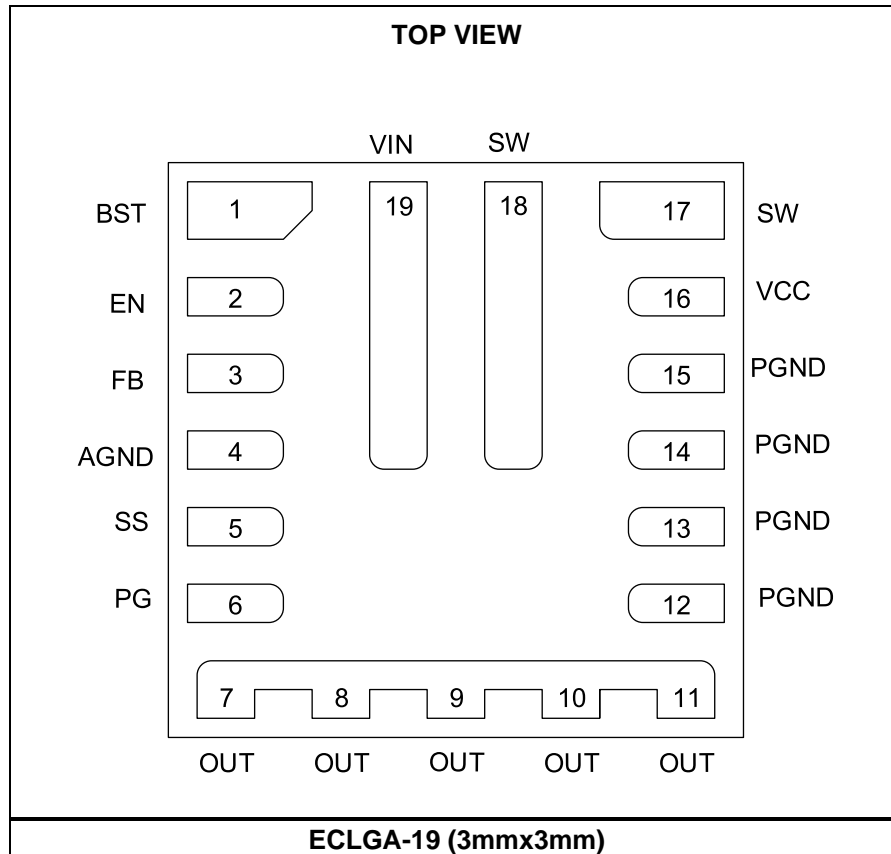 TOP VIEW
VIN SW
BST 1 19 18 17 SW
EN 2 16 VCC
FB 3 15 PGND
AGND 4 14 PGND
SS 5 13 PGND
PG 6 12 PGND
7 8 9 10 11
OUT OUT OUT OUT OUT
ECLGA-19 (3mmx3mm)